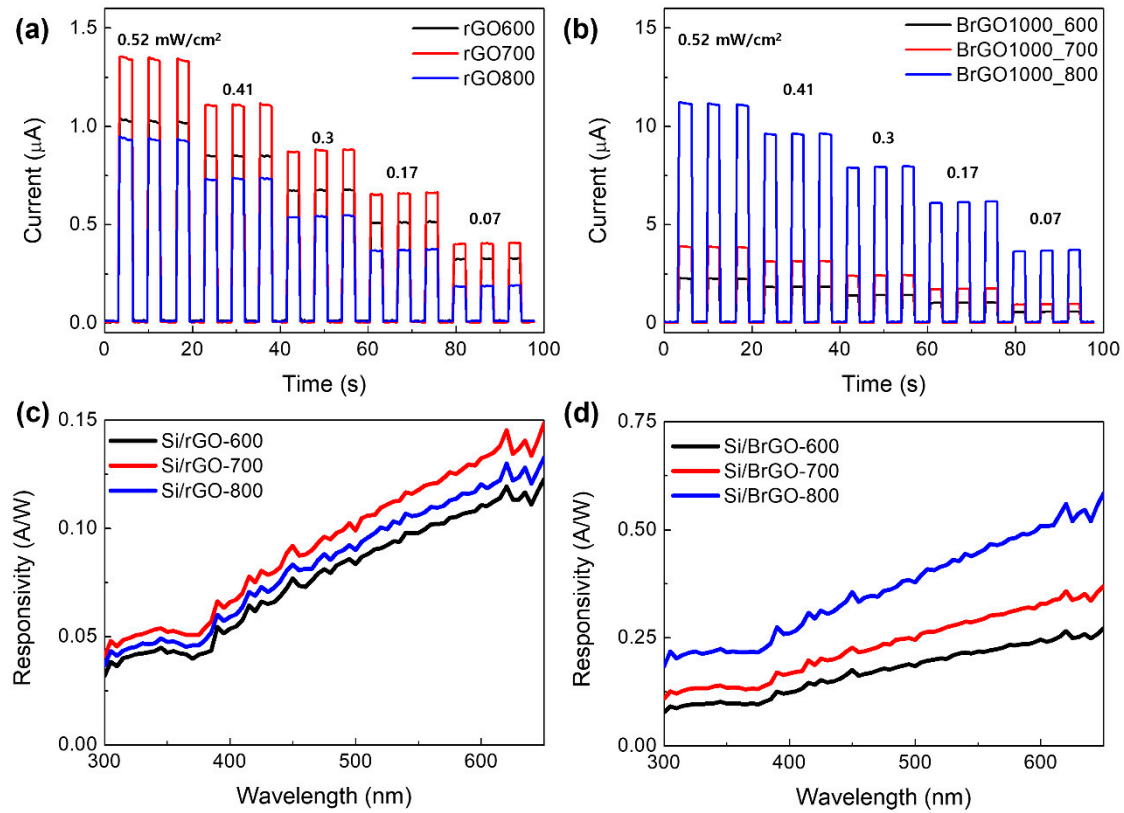 (a)
0.52 mW/cm²
rGO600
rGO700
rGO800
0.41
0.3
0.17
0.07
1.5
1.0
0.5
0.0
Current (μA)
0 20 40 60 80 100
Time (s)
(b)
0.52 mW/cm²
BrGO1000_600
BrGO1000_700
BrGO1000_800
0.41
0.3
0.17
0.07
15
10
5
0
Current (μA)
0 20 40 60 80 100
Time (s)
(c)
Si/rGO-600
Si/rGO-700
Si/rGO-800
0.15
0.10
0.05
0.00
Responsivity (A/W)
300 400 500 600
Wavelength (nm)
(d)
Si/BrGO-600
Si/BrGO-700
Si/BrGO-800
0.75
0.50
0.25
0.00
Responsivity (A/W)
300 400 500 600
Wavelength (nm)